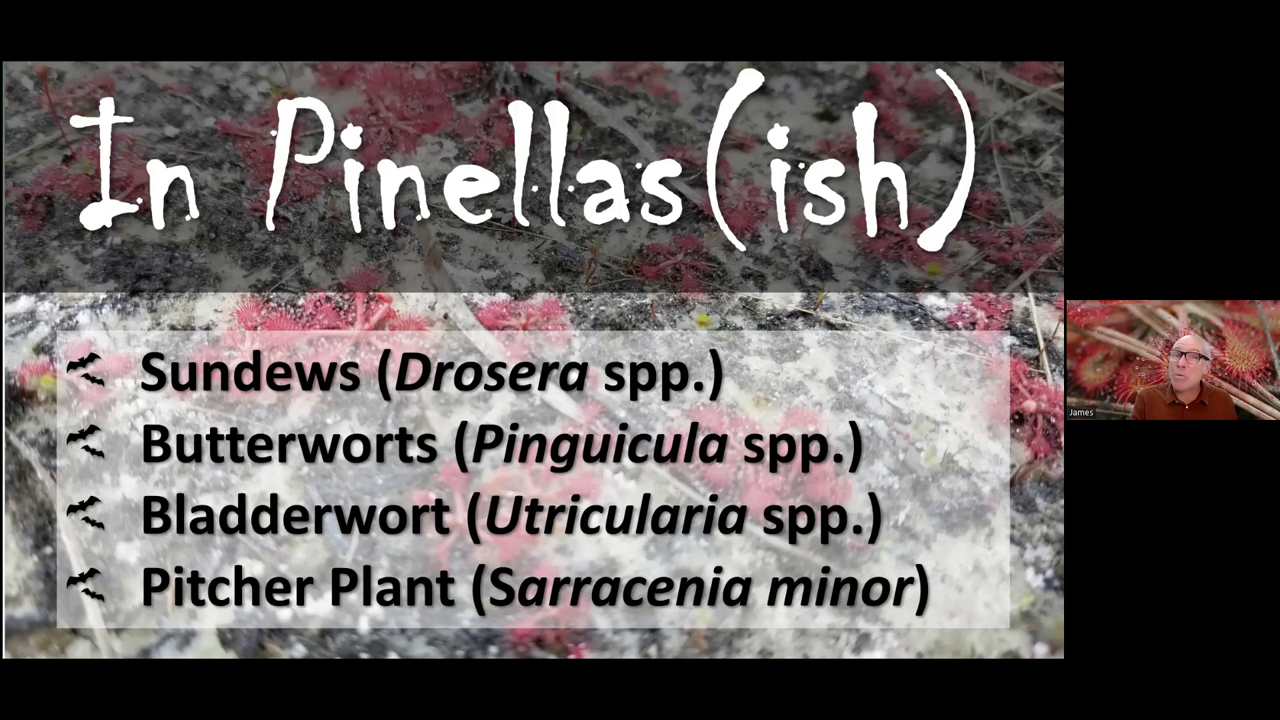 In Pinellas(ish)
Sundews (Drosera spp.)
Butterworts (Pinguicula spp.)
Bladderwort (Utricularia spp.)
Pitcher Plant (Sarracenia minor)
James